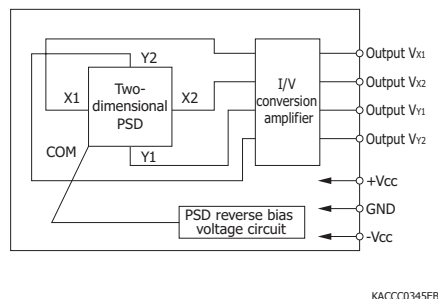 Y2
Two-
dimensional
PSD
X1
X2
Y1
COM
I/V
conversion
amplifier
PSD reverse bias
voltage circuit
Output VX1
Output VX2
Output VY1
Output VY2
+Vcc
GND
-Vcc
KACCC0345EB